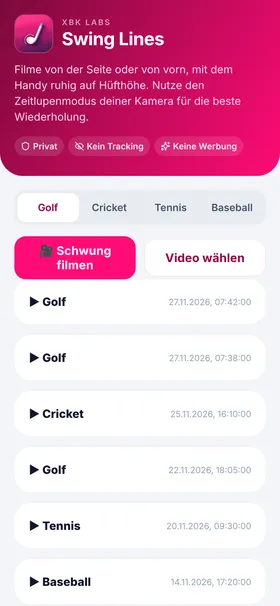 XBK LABS
Swing Lines
Filme von der Seite oder von vorn, mit dem
Handy ruhig auf Hüfthöhe. Nutze den
Zeitlupenmodus deiner Kamera für die beste
Wiederholung.
Privat Kein Tracking Keine Werbung
Golf Cricket Tennis Baseball
🎥 Schwung
filmen
Video wählen
▶ Golf 27.11.2026, 07:42:00
▶ Golf 27.11.2026, 07:38:00
▶ Cricket 25.11.2026, 16:10:00
▶ Golf 22.11.2026, 18:05:00
▶ Tennis 20.11.2026, 09:30:00
▶ Baseball 14.11.2026, 17:20:00